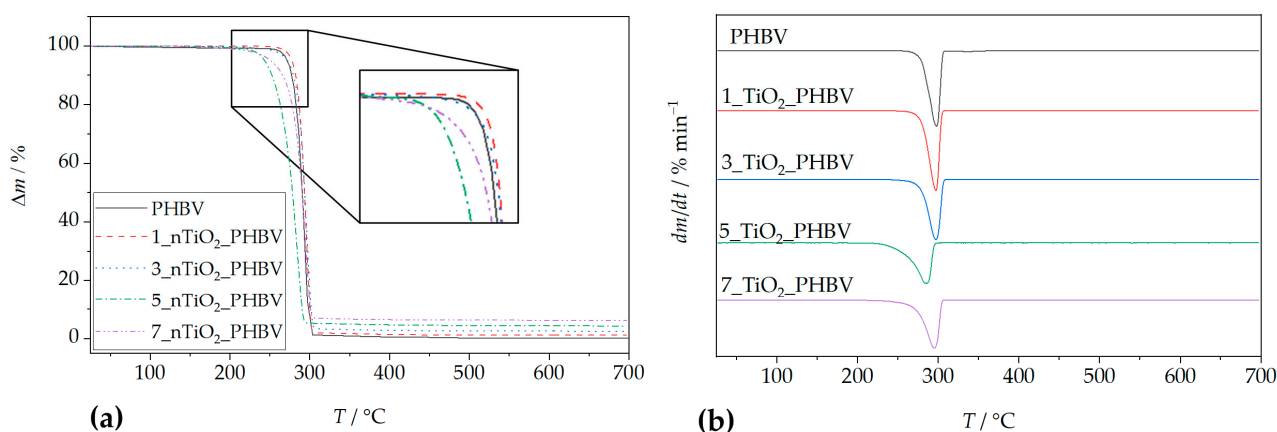 Δm / %
100
80
60
40
20
0
PHBV
1_nTiO₂_PHBV
3_nTiO₂_PHBV
5_nTiO₂_PHBV
7_nTiO₂_PHBV
100 200 300 400 500 600 700
(a)
T / °C
dm/dt / % min⁻¹
PHBV
1_TiO₂_PHBV
3_TiO₂_PHBV
5_TiO₂_PHBV
7_TiO₂_PHBV
100 200 300 400 500 600 700
(b)
T / °C